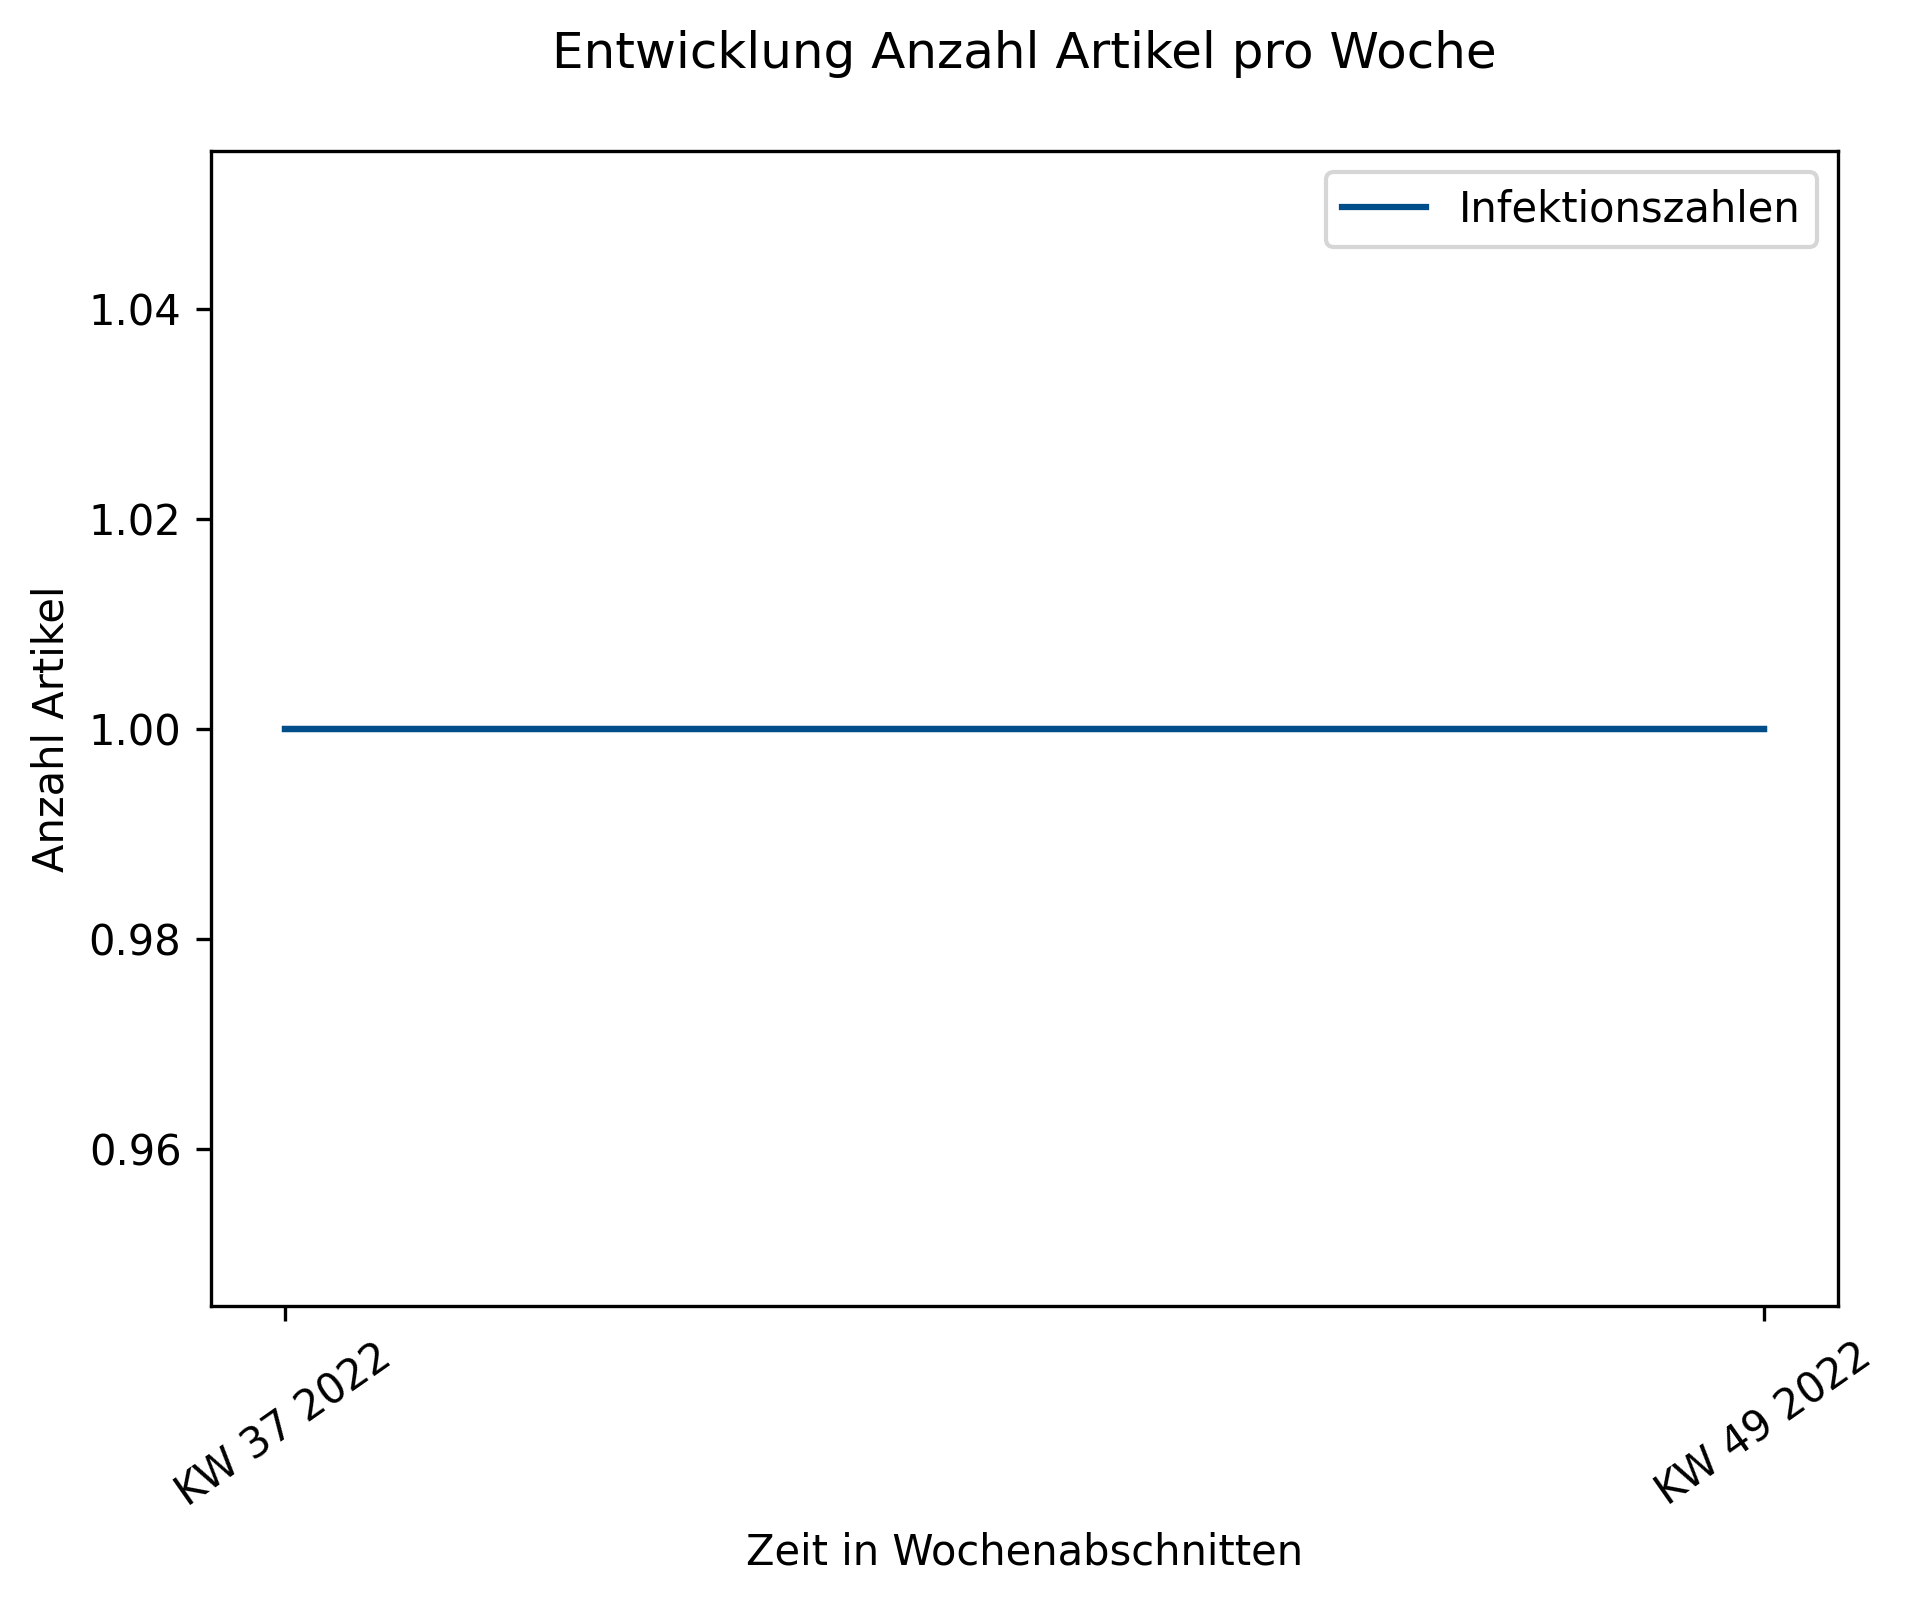 Entwicklung Anzahl Artikel pro Woche
Infektionszahlen
1.04
1.02
1.00
0.98
0.96
Anzahl Artikel
KW 37 2022
KW 49 2022
Zeit in Wochenabschnitten